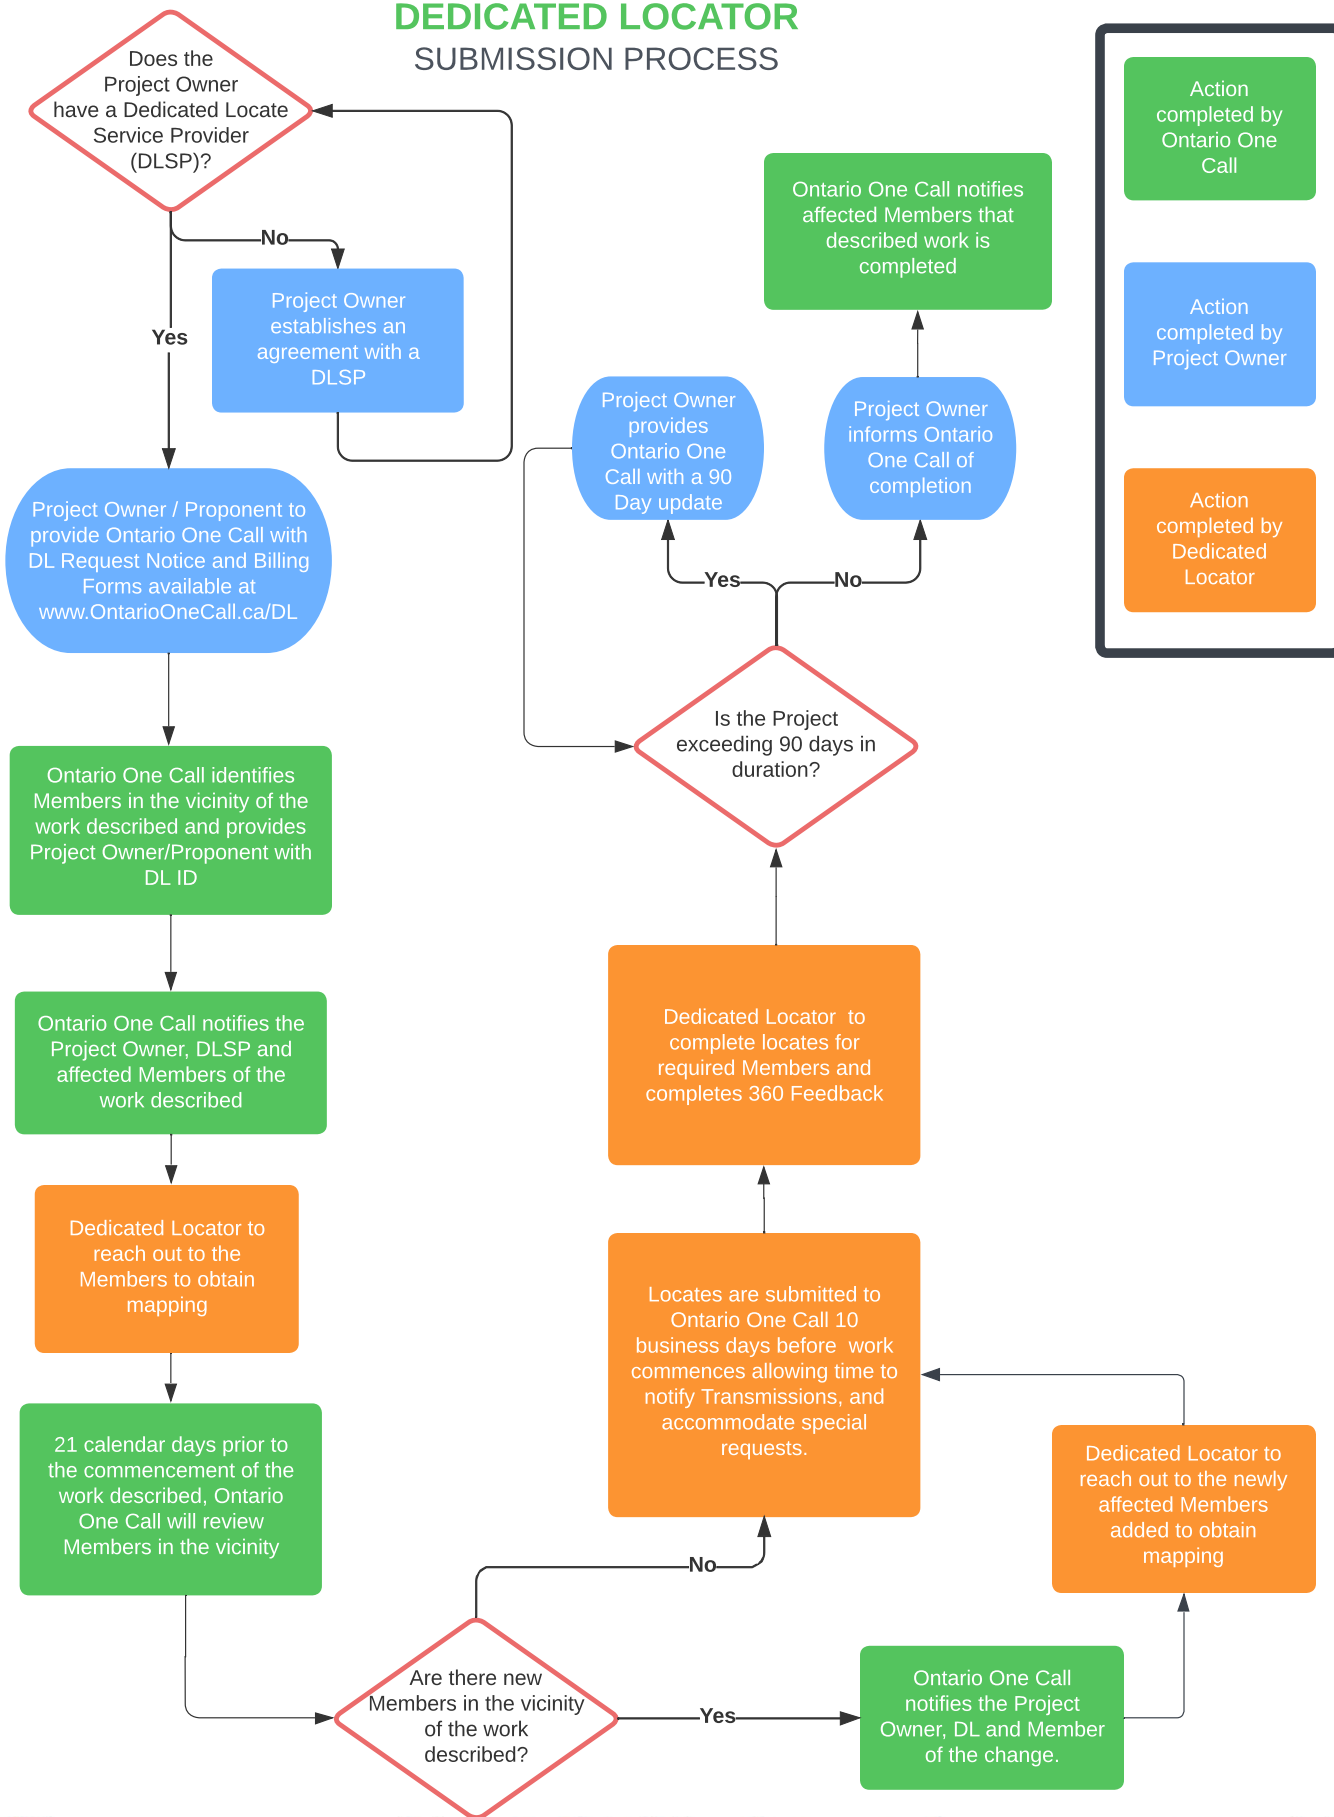 DEDICATED LOCATOR
SUBMISSION PROCESS
Does the
Project Owner
have a Dedicated Locate
Service Provider
(DLSP)?
No
Project Owner
establishes an
agreement with a
DLSP
Yes
Project Owner / Proponent to
provide Ontario One Call with
DL Request Notice and Billing
Forms available at
www.OntarioOneCall.ca/DL
Ontario One Call identifies
Members in the vicinity of the
work described and provides
Project Owner/Proponent with
DL ID
Ontario One Call notifies the
Project Owner, DLSP and
affected Members of the
work described
Dedicated Locator to
reach out to the
Members to obtain
mapping
21 calendar days prior to
the commencement of the
work described, Ontario
One Call will review
Members in the vicinity
Are there new
Members in the vicinity
of the work
described?
Yes
Ontario One Call
notifies the Project
Owner, DL and Member
of the change.
Dedicated Locator to
reach out to the newly
affected Members
added to obtain
mapping
No
Locates are submitted to
Ontario One Call 10
business days before  work
commences allowing time to
notify Transmissions, and
accommodate special
requests.
Dedicated Locator  to
complete locates for
required Members and
completes 360 Feedback
Is the Project
exceeding 90 days in
duration?
Yes
Project Owner
provides
Ontario One
Call with a 90
Day update
No
Project Owner
informs Ontario
One Call of
completion
Ontario One Call notifies
affected Members that
described work is
completed
Action
completed by
Ontario One
Call
Action
completed by
Project Owner
Action
completed by
Dedicated
Locator